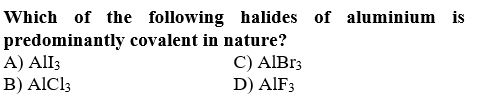 Which of the following halides of aluminium is
predominantly covalent in nature?
A) AlI₃ C) AlBr₃
B) AlCl₃ D) AlF₃